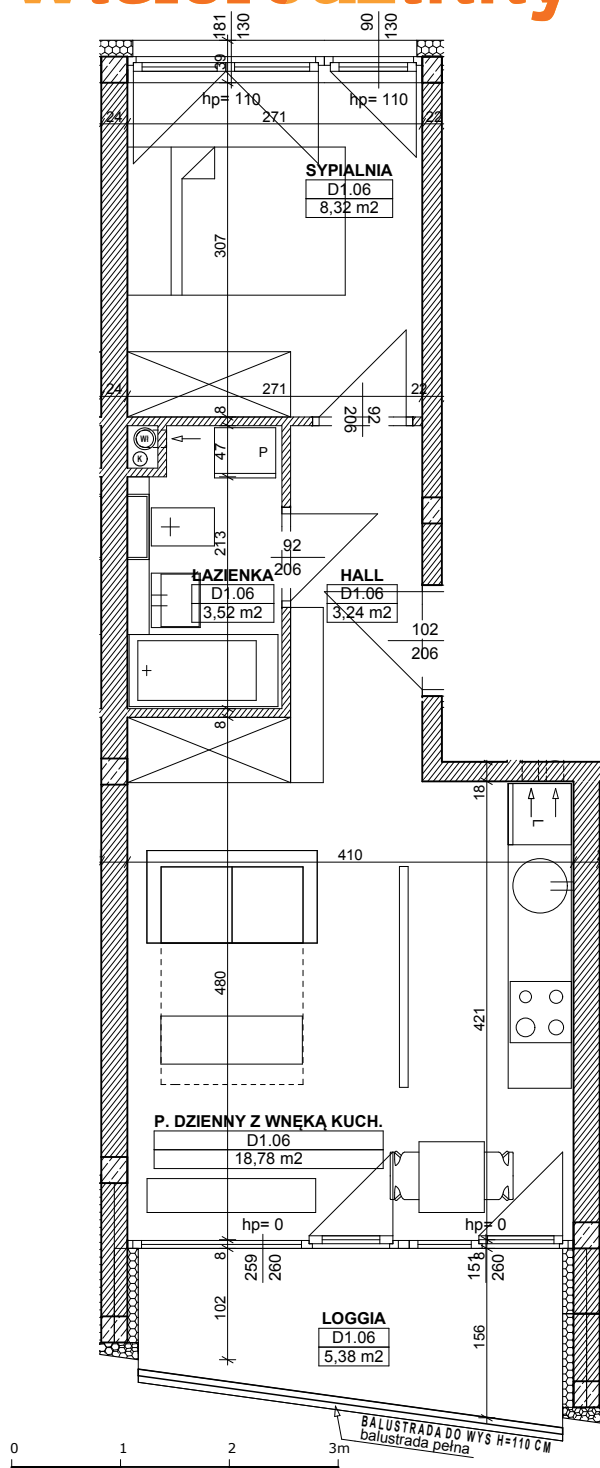 181
130
90
130
39
hp= 110
hp= 110
24
271
22
SYPIALNIA
D1.06
8,32 m2
307
24
271
22
92
206
8
WI
K
47
P
213
92
206
ŁAZIENKA
D1.06
3,52 m2
HALL
D1.06
3,24 m2
102
206
8
18
L
410
480
421
P. DZIENNY Z WNĘKĄ KUCH.
D1.06
18,78 m2
hp= 0
hp= 0
8
259
260
151
8
260
102
156
LOGGIA
D1.06
5,38 m2
BALUSTRADA DO WYS H=110 CM
balustrada pełna
0 1 2 3m